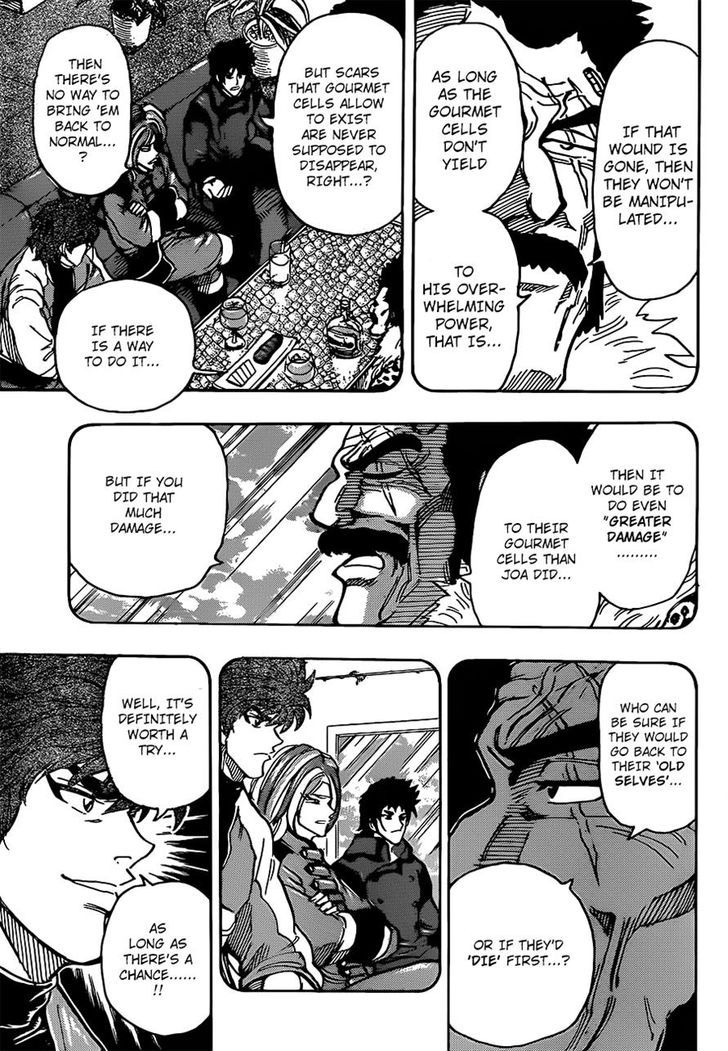 IF THAT
WOUND IS
GONE, THEN
THEY WON'T
BE MANIPU-
LATED...
AS LONG
AS THE
GOURMET
CELLS
DON'T
YIELD
TO
HIS OVER-
WHELMING
POWER,
THAT IS...
BUT SCARS
THAT GOURMET
CELLS ALLOW
TO EXIST
ARE NEVER
SUPPOSED TO
DISAPPEAR,
RIGHT...?
THEN
THERE'S
NO WAY TO
BRING 'EM
BACK TO
NORMAL...
?
IF THERE
IS A WAY
TO DO IT...
THEN IT
WOULD BE TO
DO EVEN
"GREATER
DAMAGE"
.........
TO THEIR
GOURMET
CELLS THAN
JOA DID...
BUT IF YOU
DID THAT
MUCH
DAMAGE...
WHO CAN
BE SURE IF
THEY WOULD
GO BACK TO
THEIR 'OLD
SELVES'...
OR IF THEY'D
'DIE' FIRST...?
WELL, IT'S
DEFINITELY
WORTH A
TRY...
AS
LONG AS
THERE'S A
CHANCE......
!!